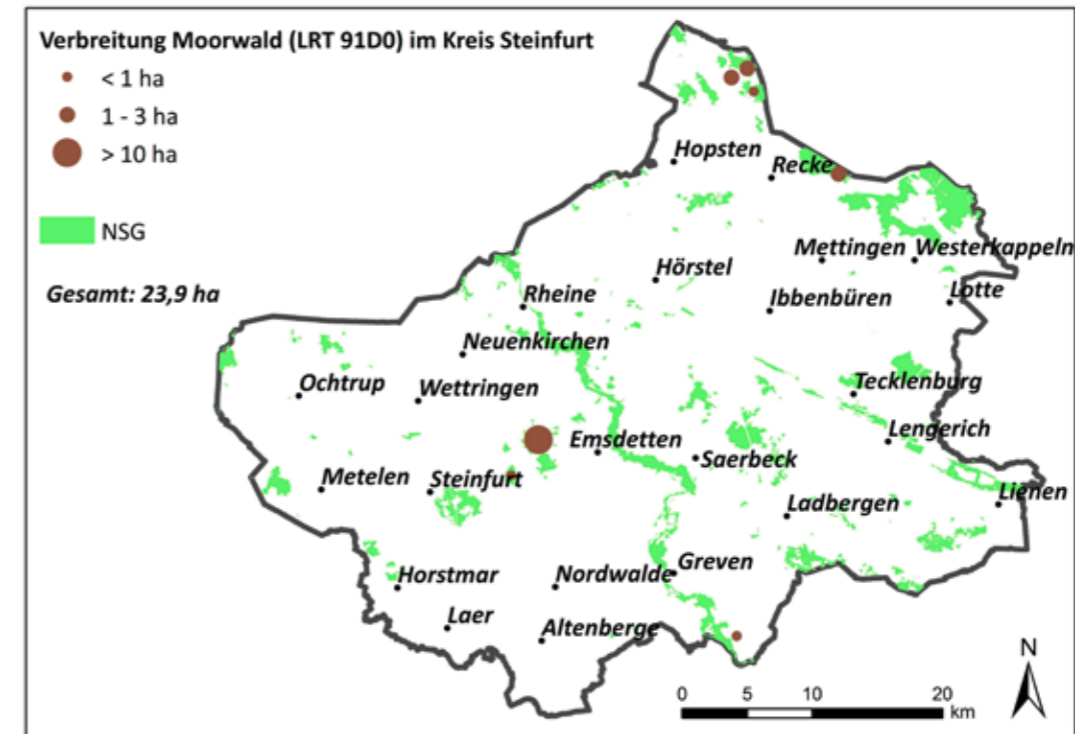 Verbreitung Moorwald (LRT 91D0) im Kreis Steinfurt
< 1 ha
1 - 3 ha
> 10 ha
NSG
Gesamt: 23,9 ha
Hopsten
Recke
Mettingen
Westerkappeln
Hörstel
Rheine
Ibbenbüren
Lotte
Neuenkirchen
Ochtrup
Wettringen
Tecklenburg
Emsdetten
Lengerich
Saerbeck
Metelen
Steinfurt
Ladbergen
Lienen
Horstmar
Nordwalde
Greven
Laer
Altenberge
N
0 5 10 20
km